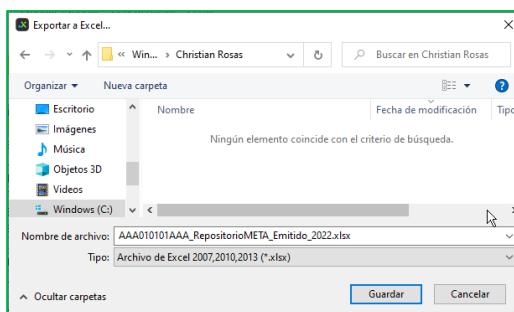 Exportar a Excel...
« Win... › Christian Rosas
Buscar en Christian Rosas
Organizar
Nueva carpeta
Escritorio
Imágenes
Música
Objetos 3D
Videos
Windows (C:)
Nombre
Fecha de modificación
Tipo
Ningún elemento coincide con el criterio de búsqueda.
Nombre de archivo: AAA010101AAA_RepositorioMETA_Emitido_2022.xlsx
Tipo: Archivo de Excel 2007,2010,2013 (*.xlsx)
Ocultar carpetas
Guardar
Cancelar